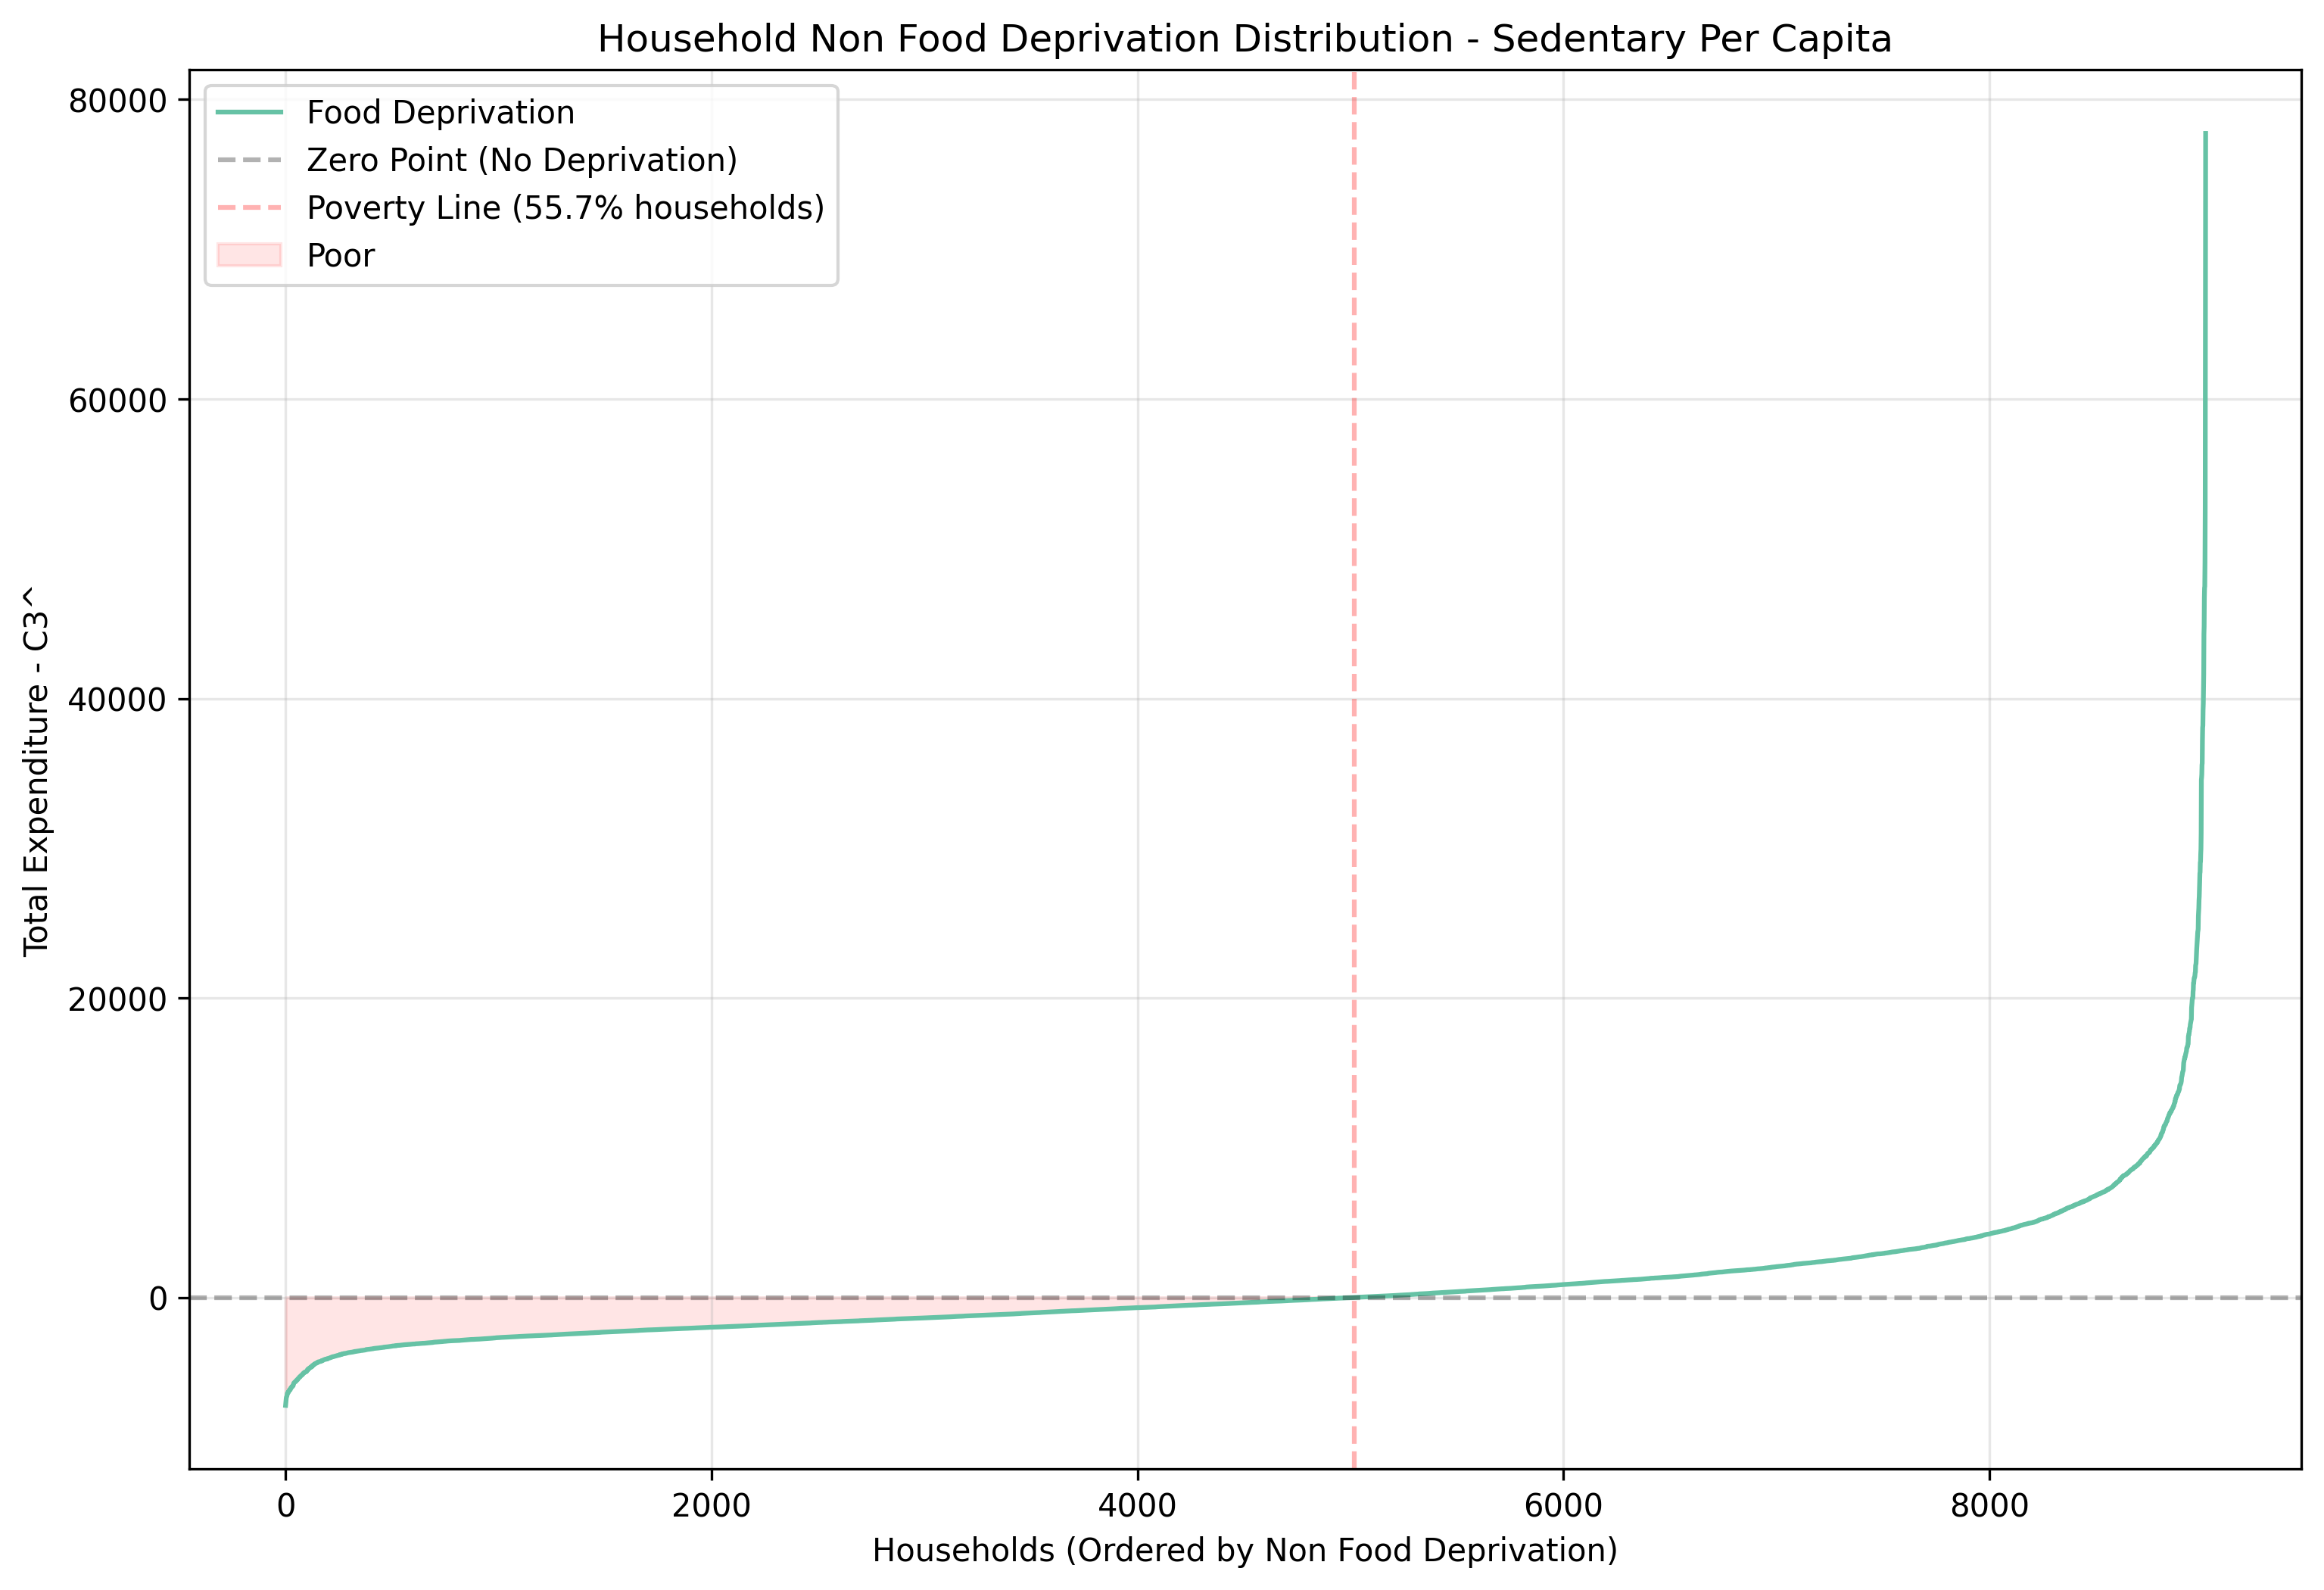 Household Non Food Deprivation Distribution - Sedentary Per Capita
Food Deprivation
Zero Point (No Deprivation)
Poverty Line (55.7% households)
Poor
Total Expenditure - C3^
80000
60000
40000
20000
0
0
2000
4000
6000
8000
Households (Ordered by Non Food Deprivation)